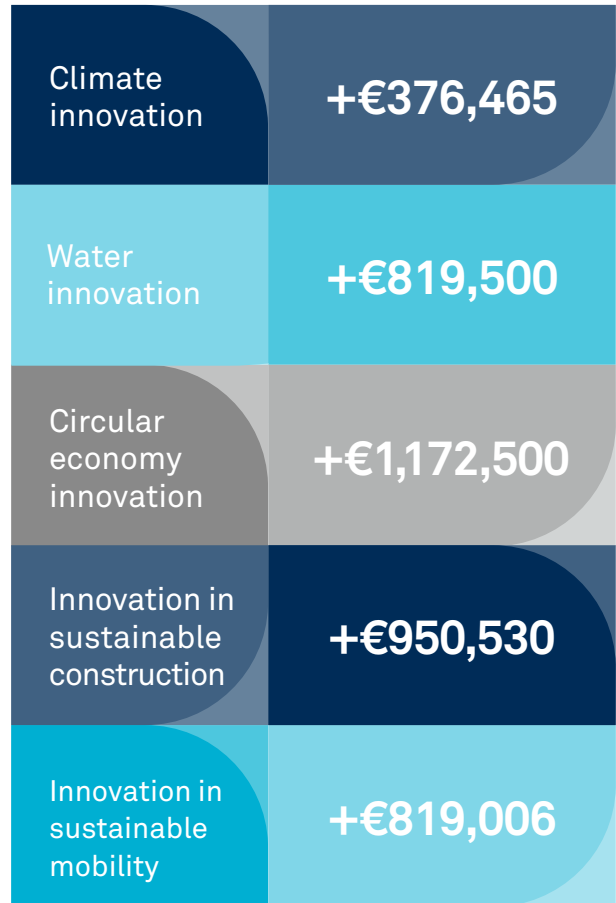 Climate
innovation
+€376,465
Water
innovation
+€819,500
Circular
economy
innovation
+€1,172,500
Innovation in
sustainable
construction
+€950,530
Innovation in
sustainable
mobility
+€819,006